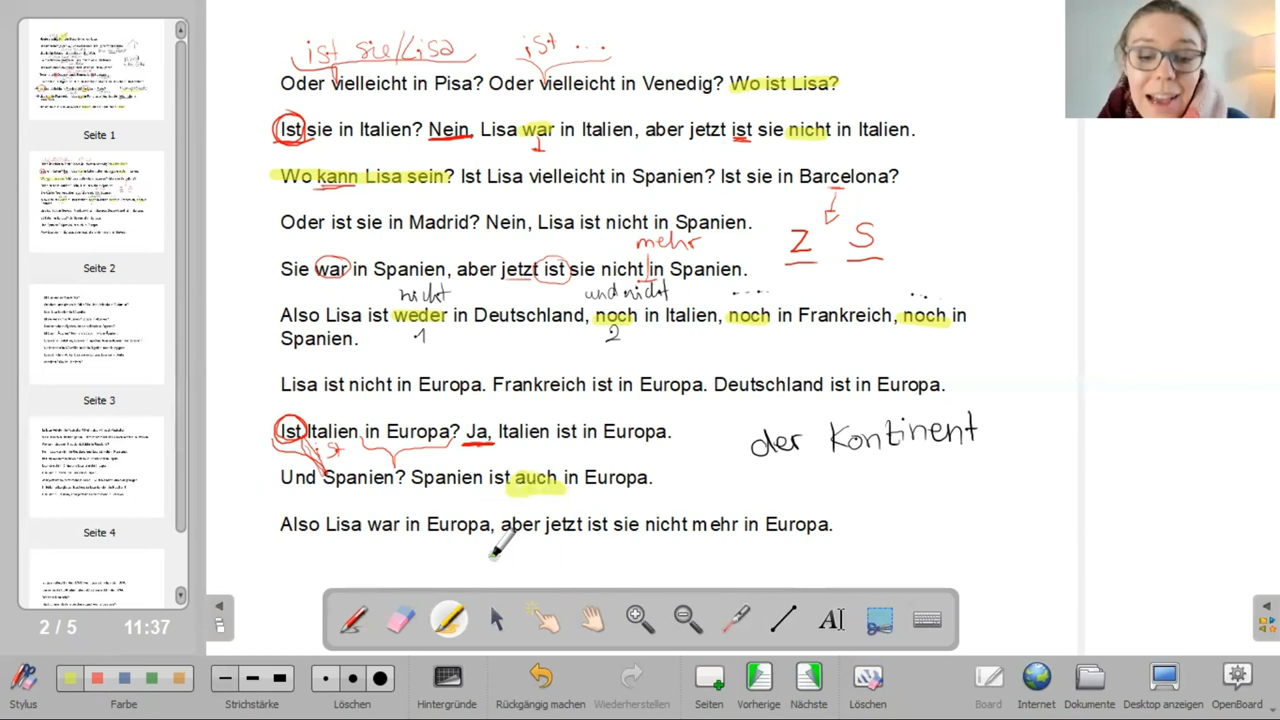 ist sie/Lisa ist ...
Oder vielleicht in Pisa? Oder vielleicht in Venedig? Wo ist Lisa?
Ist sie in Italien? Nein, Lisa war in Italien, aber jetzt ist sie nicht in Italien.
Wo kann Lisa sein? Ist Lisa vielleicht in Spanien? Ist sie in Barcelona?
Oder ist sie in Madrid? Nein, Lisa ist nicht in Spanien.
mehr
Z S
Sie war in Spanien, aber jetzt ist sie nicht in Spanien.
nicht und nicht .... ...
Also Lisa ist weder in Deutschland, noch in Italien, noch in Frankreich, noch in
Spanien.
1 2
Lisa ist nicht in Europa. Frankreich ist in Europa. Deutschland ist in Europa.
Ist Italien in Europa? Ja, Italien ist in Europa.
der Kontinent
ist
Und Spanien? Spanien ist auch in Europa.
Also Lisa war in Europa, aber jetzt ist sie nicht mehr in Europa.
Seite 1
Seite 2
Seite 3
Seite 4
2 / 5 11:37
Stylus Farbe Strichstärke Löschen Hintergründe Rückgängig machen Wiederherstellen Seiten Vorherige Nächste Löschen Board Internet Dokumente Desktop anzeigen OpenBoard